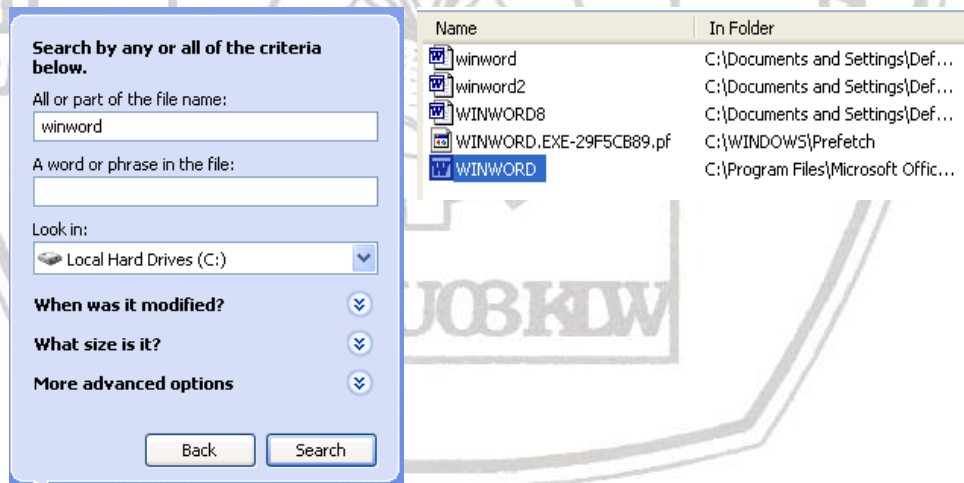 Search by any or all of the criteria
below.
All or part of the file name:
winword
A word or phrase in the file:
Look in:
Local Hard Drives (C:)
When was it modified?
What size is it?
More advanced options
Back Search
Name In Folder
winword C:\Documents and Settings\Def...
winword2 C:\Documents and Settings\Def...
WINWORD8 C:\Documents and Settings\Def...
WINWORD.EXE-29F5CB89.pf C:\WINDOWS\Prefetch
WINWORD C:\Program Files\Microsoft Offic...